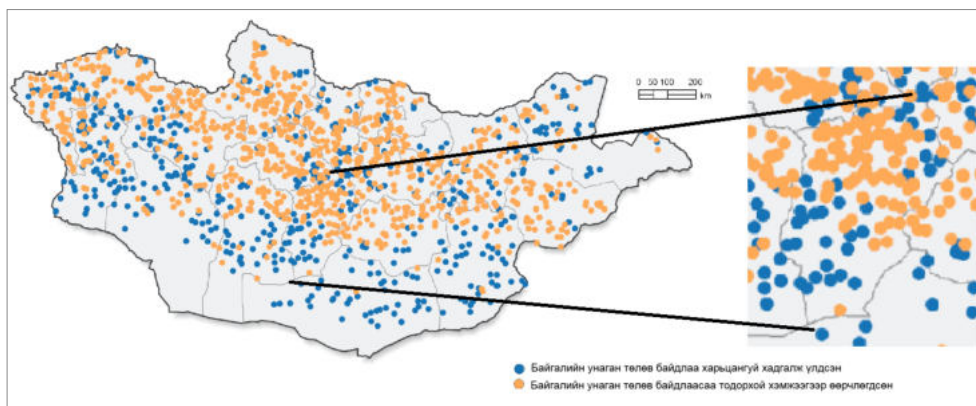 0 50 100 200
km
Байгалийн унаган төлөв байдлаа харьцангуй хадгалж үлдсэн
Байгалийн унаган төлөв байдлаасаа тодорхой хэмжээгээр өөрчлөгдсөн